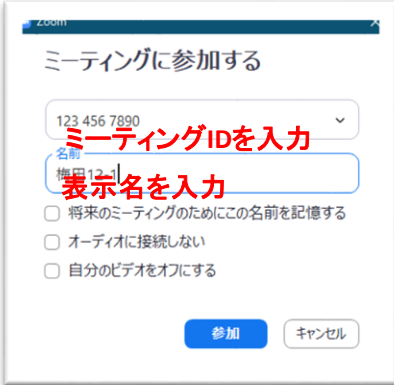 Zoom
ミーティングに参加する
123 456 7890
ミーティングIDを入力
名前
梅田12-1
表示名を入力
将来のミーティングのためにこの名前を記憶する
オーディオに接続しない
自分のビデオをオフにする
参加
キャンセル